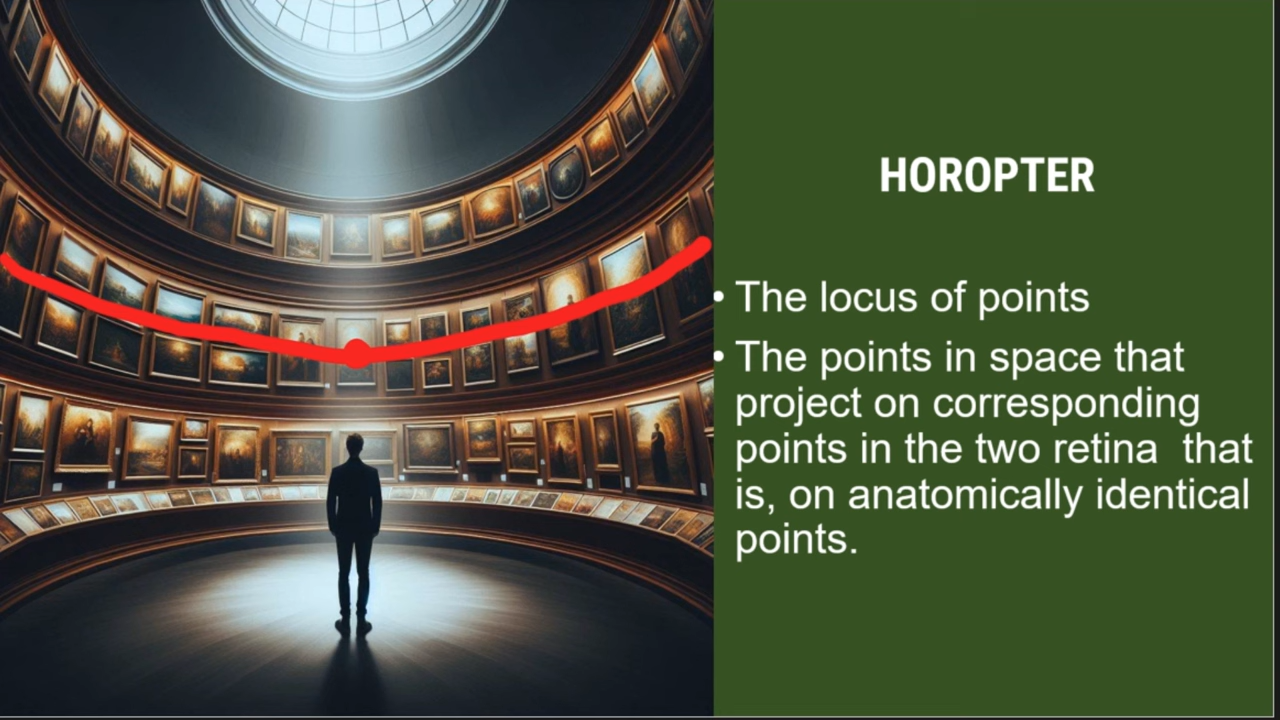 HOROPTER
• The locus of points
• The points in space that
project on corresponding
points in the two retina  that
is, on anatomically identical
points.